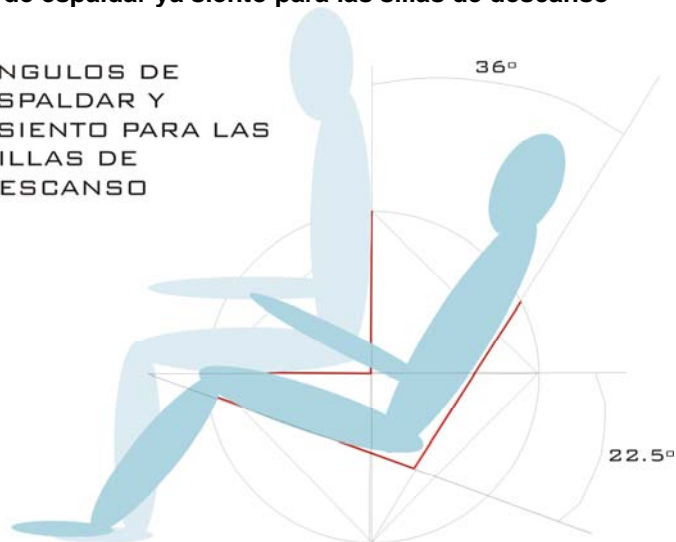 de espaldar ya siento para las sillas de descanso
NGULOS DE
SPALDAR Y
SIENTO PARA LAS
ILLAS DE
ESCANSO
36º
22.5º